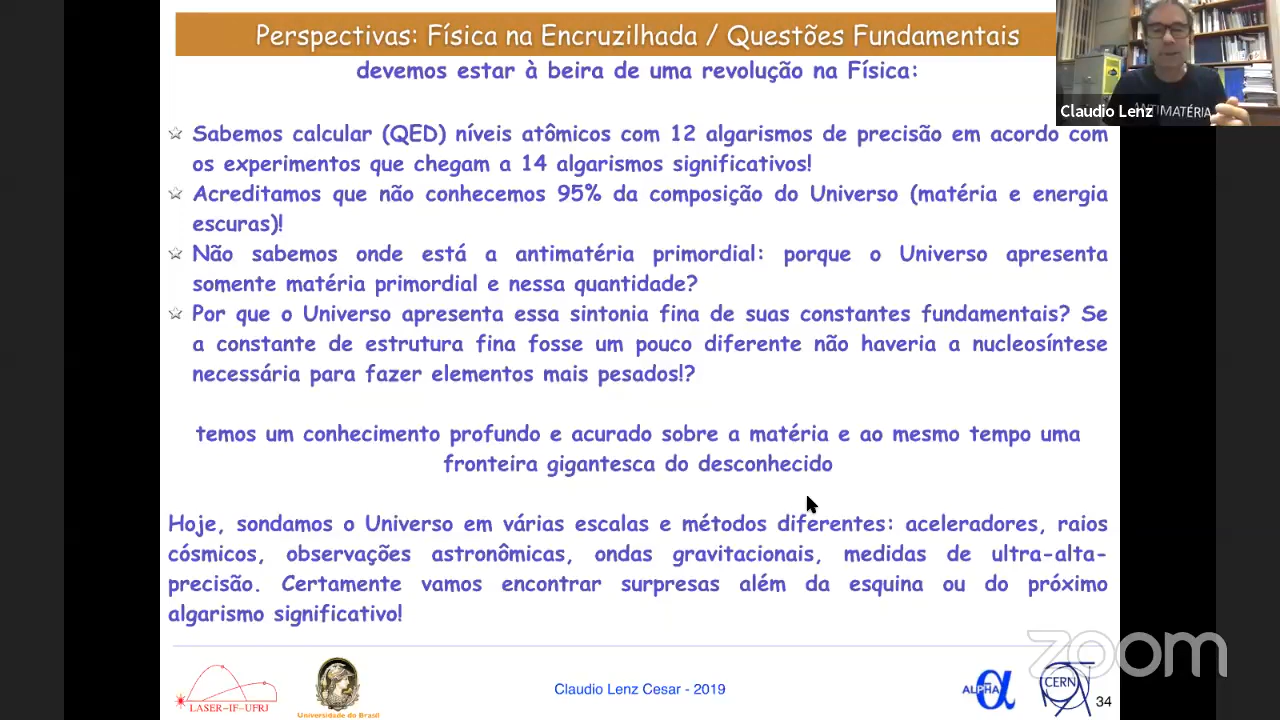 Perspectivas: Física na Encruzilhada / Questões Fundamentais
devemos estar à beira de uma revolução na Física:
Claudio Lenz
ANTIMATÉRIA
Sabemos calcular (QED) níveis atômicos com 12 algarismos de precisão em acordo com
os experimentos que chegam a 14 algarismos significativos!
Acreditamos que não conhecemos 95% da composição do Universo (matéria e energia
escuras)!
Não sabemos onde está a antimatéria primordial: porque o Universo apresenta
somente matéria primordial e nessa quantidade?
Por que o Universo apresenta essa sintonia fina de suas constantes fundamentais? Se
a constante de estrutura fina fosse um pouco diferente não haveria a nucleosíntese
necessária para fazer elementos mais pesados!?
temos um conhecimento profundo e acurado sobre a matéria e ao mesmo tempo uma
fronteira gigantesca do desconhecido
Hoje, sondamos o Universo em várias escalas e métodos diferentes: aceleradores, raios
cósmicos, observações astronômicas, ondas gravitacionais, medidas de ultra-alta-
precisão. Certamente vamos encontrar surpresas além da esquina ou do próximo
algarismo significativo!
zoom
LASER-IF-UFRJ
Universidade do Brasil
Claudio Lenz Cesar - 2019
ALPHA
CERN
34